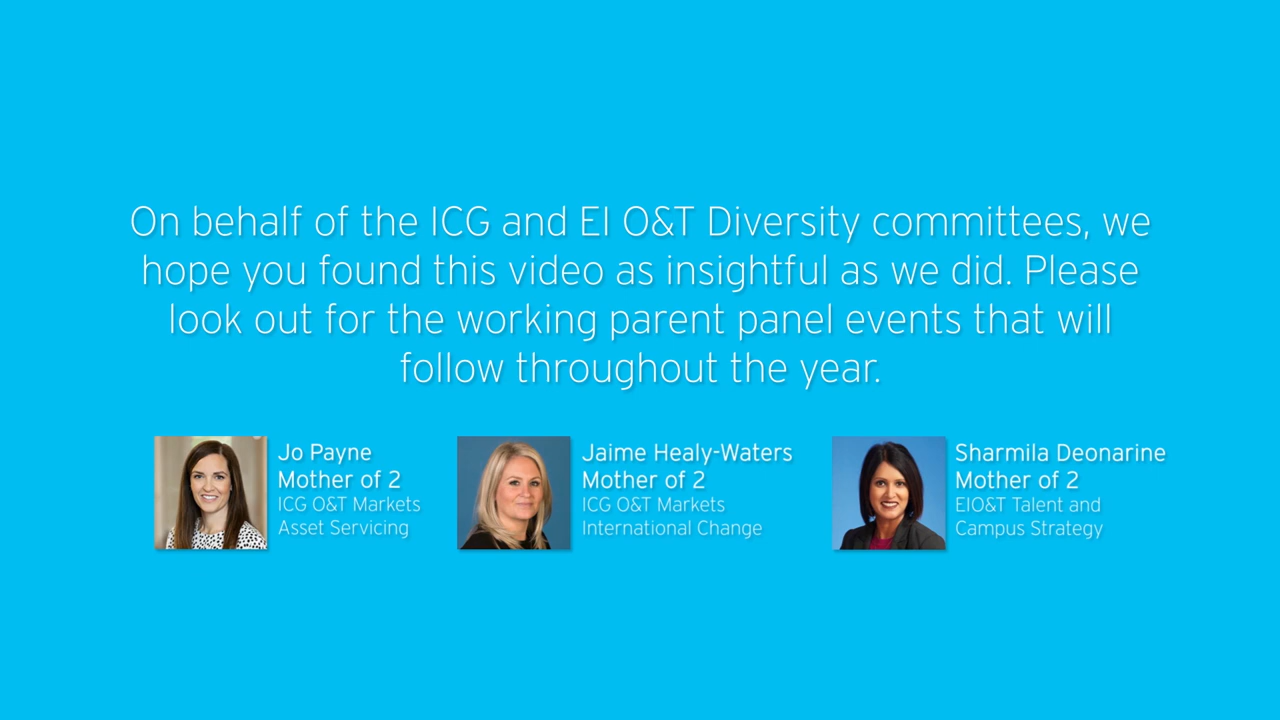 On behalf of the ICG and EI O&T Diversity committees, we
hope you found this video as insightful as we did. Please
look out for the working parent panel events that will
follow throughout the year.
Jo Payne
Mother of 2
ICG O&T Markets
Asset Servicing
Jaime Healy-Waters
Mother of 2
ICG O&T Markets
International Change
Sharmila Deonarine
Mother of 2
EIO&T Talent and
Campus Strategy